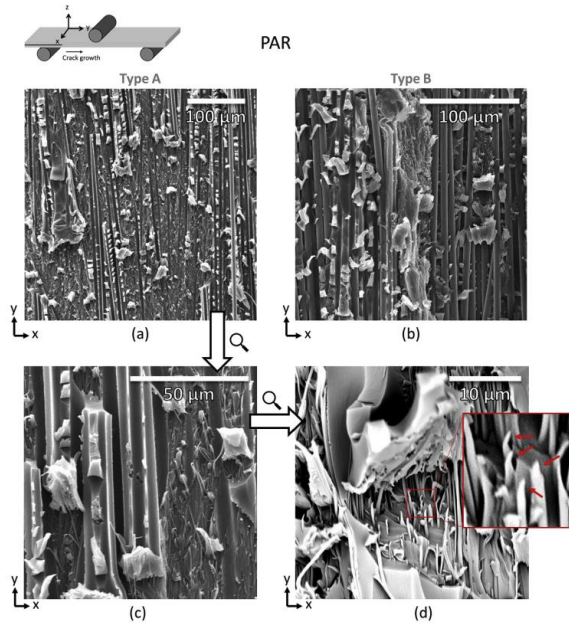 z
y
x
Crack growth
PAR
Type A
Type B
100 µm
100 µm
y
x
(a)
y
x
(b)
50 µm
10 µm
y
x
(c)
y
x
(d)